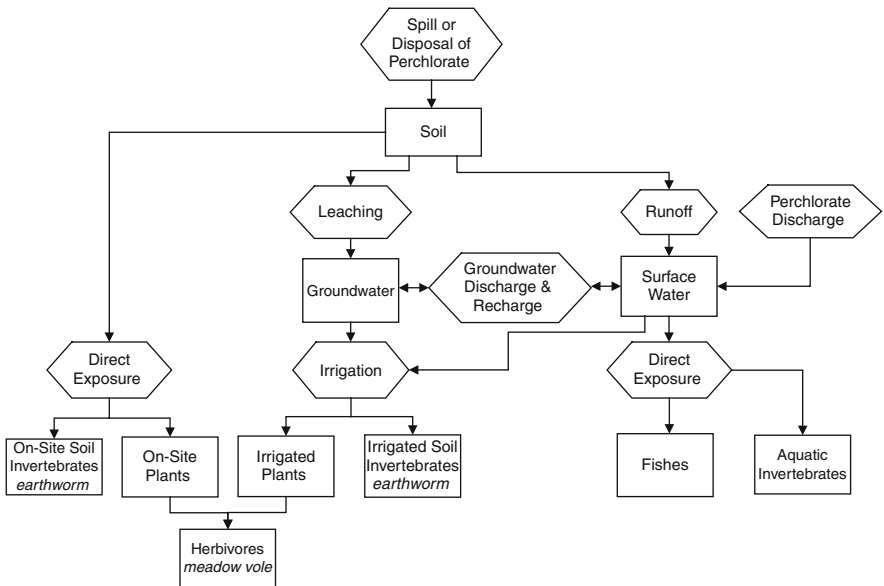 Spill or
Disposal of
Perchlorate
Soil
Leaching
Runoff
Perchlorate
Discharge
Groundwater
Groundwater
Discharge &
Recharge
Surface
Water
Direct
Exposure
Irrigation
Direct
Exposure
On-Site Soil
Invertebrates
earthworm
On-Site
Plants
Irrigated
Plants
Irrigated Soil
Invertebrates
earthworm
Fishes
Aquatic
Invertebrates
Herbivores
meadow vole